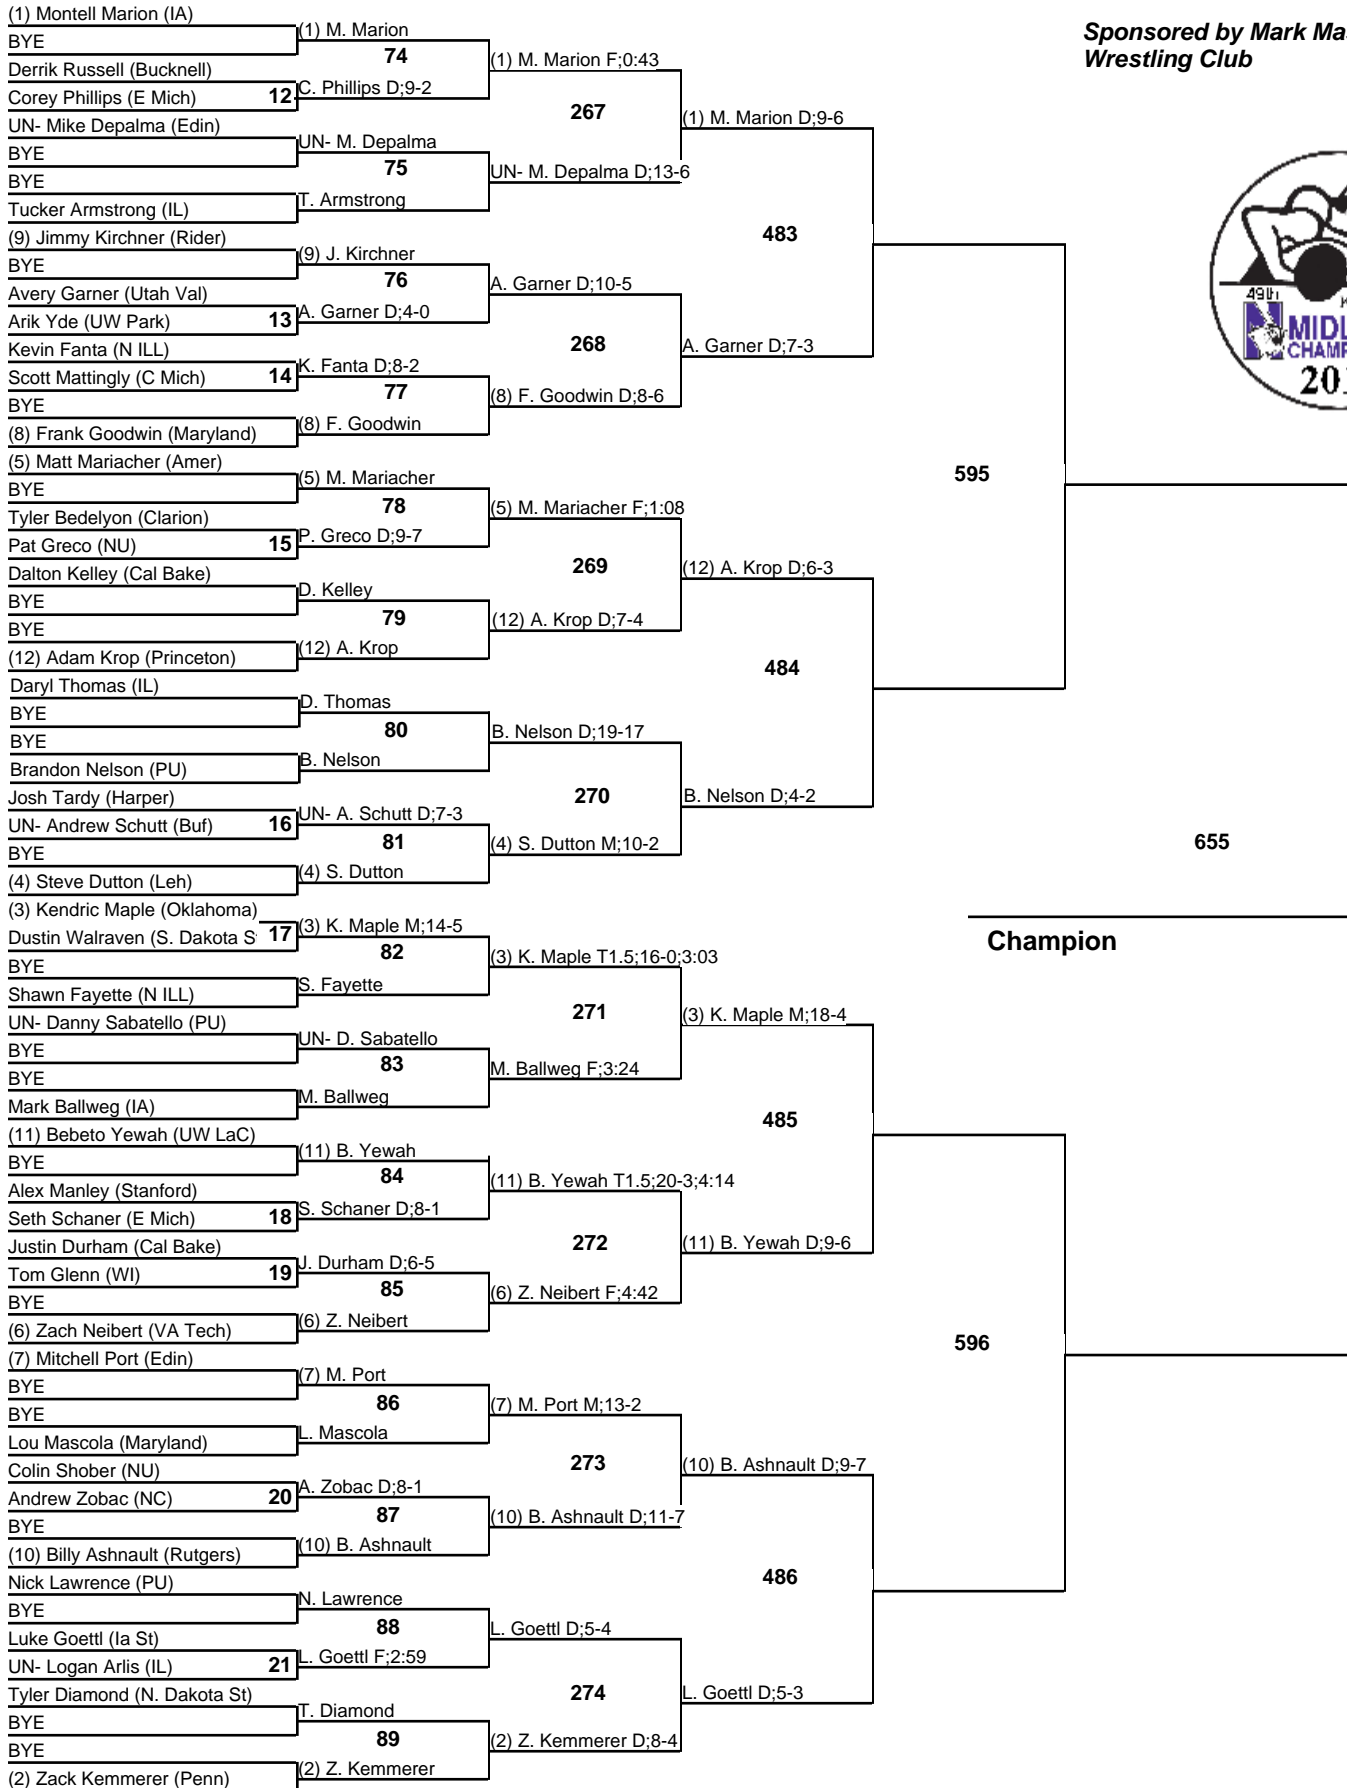 (1) Montell Marion (IA)
BYE
Derrik Russell (Bucknell)
Corey Phillips (E Mich) 12
UN- Mike Depalma (Edin)
BYE
BYE
Tucker Armstrong (IL)
(9) Jimmy Kirchner (Rider)
BYE
Avery Garner (Utah Val)
Arik Yde (UW Park) 13
Kevin Fanta (N ILL)
Scott Mattingly (C Mich) 14
BYE
(8) Frank Goodwin (Maryland)
(5) Matt Mariacher (Amer)
BYE
Tyler Bedelyon (Clarion)
Pat Greco (NU) 15
Dalton Kelley (Cal Bake)
BYE
BYE
(12) Adam Krop (Princeton)
Daryl Thomas (IL)
BYE
BYE
Brandon Nelson (PU)
Josh Tardy (Harper)
UN- Andrew Schutt (Buf) 16
BYE
(4) Steve Dutton (Leh)
(3) Kendric Maple (Oklahoma)
Dustin Walraven (S. Dakota S 17
BYE
Shawn Fayette (N ILL)
UN- Danny Sabatello (PU)
BYE
BYE
Mark Ballweg (IA)
(11) Bebeto Yewah (UW LaC)
BYE
Alex Manley (Stanford)
Seth Schaner (E Mich) 18
Justin Durham (Cal Bake)
Tom Glenn (WI) 19
BYE
(6) Zach Neibert (VA Tech)
(7) Mitchell Port (Edin)
BYE
BYE
Lou Mascola (Maryland)
Colin Shober (NU)
Andrew Zobac (NC) 20
BYE
(10) Billy Ashnault (Rutgers)
Nick Lawrence (PU)
BYE
Luke Goettl (Ia St)
UN- Logan Arlis (IL) 21
Tyler Diamond (N. Dakota St)
BYE
BYE
(2) Zack Kemmerer (Penn)
(1) M. Marion
74
C. Phillips D;9-2
UN- M. Depalma
75
T. Armstrong
(9) J. Kirchner
76
A. Garner D;4-0
K. Fanta D;8-2
77
(8) F. Goodwin
(5) M. Mariacher
78
P. Greco D;9-7
D. Kelley
79
(12) A. Krop
D. Thomas
80
B. Nelson
UN- A. Schutt D;7-3
81
(4) S. Dutton
(3) K. Maple M;14-5
82
S. Fayette
UN- D. Sabatello
83
M. Ballweg
(11) B. Yewah
84
S. Schaner D;8-1
J. Durham D;6-5
85
(6) Z. Neibert
(7) M. Port
86
L. Mascola
A. Zobac D;8-1
87
(10) B. Ashnault
N. Lawrence
88
L. Goettl F;2:59
T. Diamond
89
(2) Z. Kemmerer
(1) M. Marion F;0:43
267
UN- M. Depalma D;13-6
A. Garner D;10-5
268
(8) F. Goodwin D;8-6
(5) M. Mariacher F;1:08
269
(12) A. Krop D;7-4
B. Nelson D;19-17
270
(4) S. Dutton M;10-2
(3) K. Maple T1.5;16-0;3:03
271
M. Ballweg F;3:24
(11) B. Yewah T1.5;20-3;4:14
272
(6) Z. Neibert F;4:42
(7) M. Port M;13-2
273
(10) B. Ashnault D;11-7
L. Goettl D;5-4
274
(2) Z. Kemmerer D;8-4
(1) M. Marion D;9-6
483
A. Garner D;7-3
(12) A. Krop D;6-3
484
B. Nelson D;4-2
(3) K. Maple M;18-4
485
(11) B. Yewah D;9-6
(10) B. Ashnault D;9-7
486
L. Goettl D;5-3
595
596
655
Champion
Sponsored by Mark Ma
Wrestling Club
49th
N MIDL
CHAMP
201